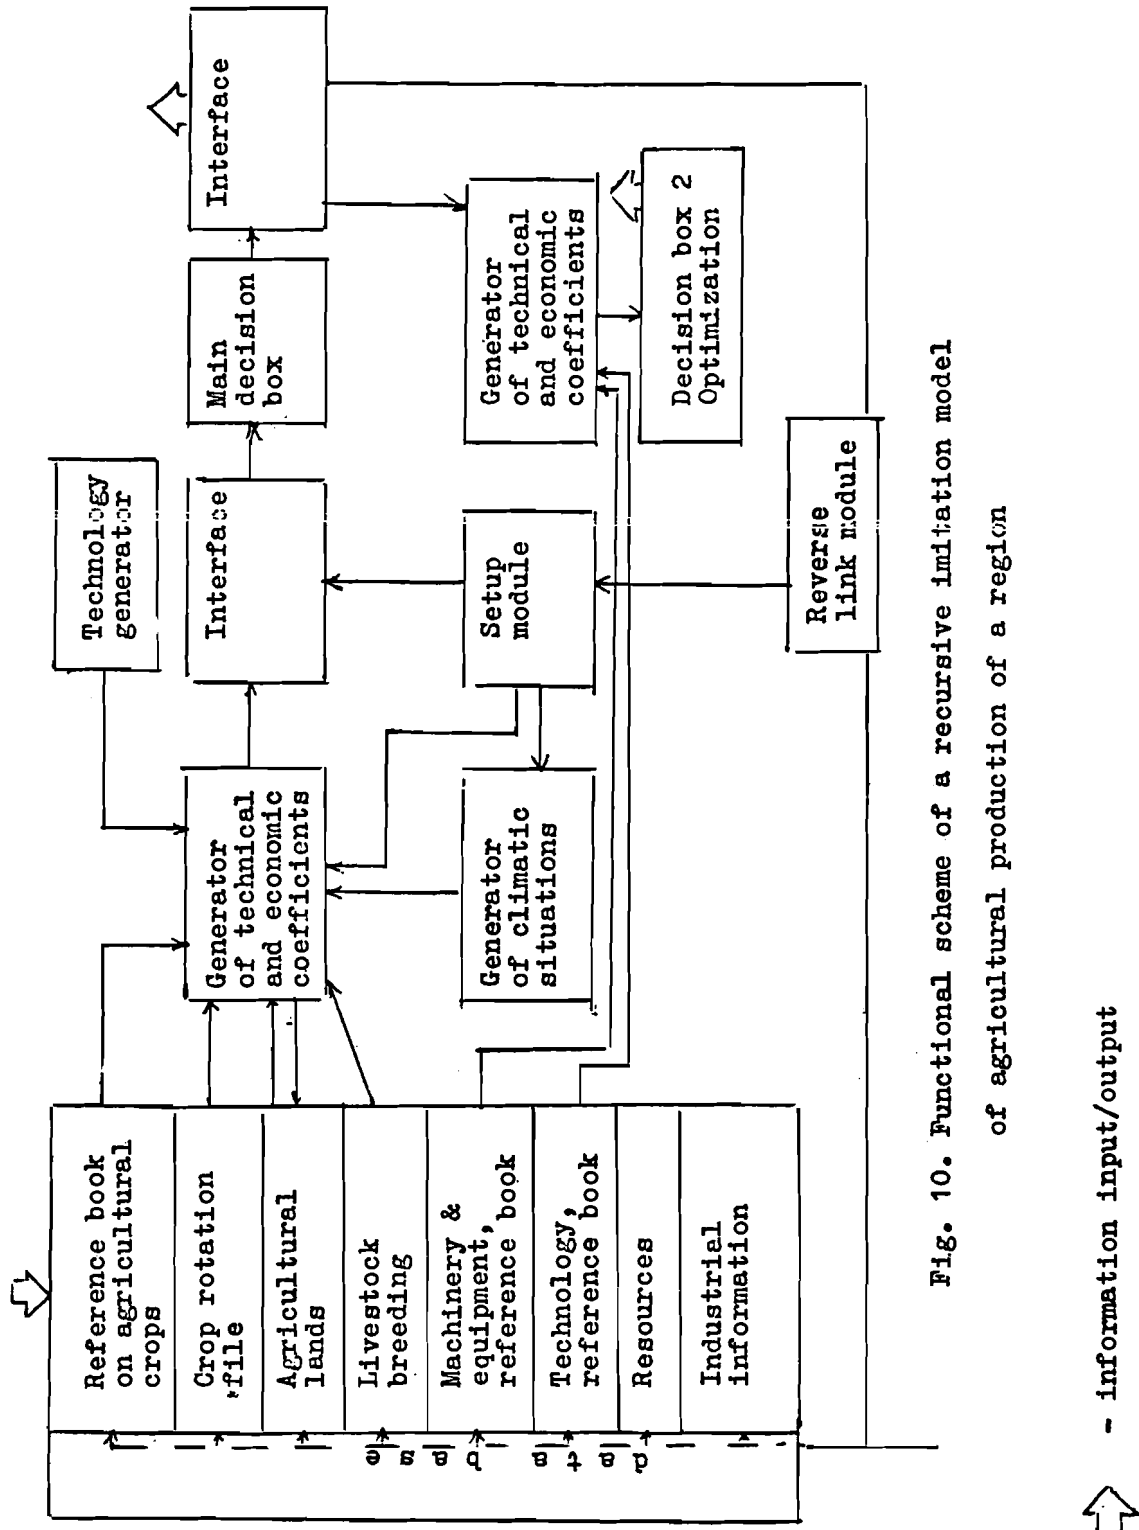 Reference book
on agricultural
crops
Crop rotation
file
Agricultural
lands
Livestock
breeding
Machinery &
equipment,
reference book
Technology,
reference book
Resources
Industrial
information
data base
Technology
generator
Generator
of technical
and economic
coefficients
Interface
Main
decision
box
Interface
Generator
of climatic
situations
Setup
module
Generator
of technical
and economic
coefficients
Decision box 2
Optimization
Reverse
link module
Fig. 10. Functional scheme of a recursive imitation model
of agricultural production of a region
- information input/output